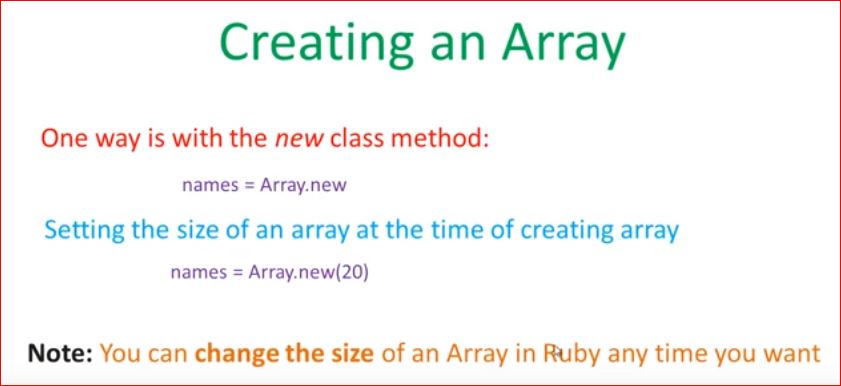 Creating an Array
One way is with the new class method:
names = Array.new
Setting the size of an array at the time of creating array
names = Array.new(20)
Note: You can change the size of an Array in Ruby any time you want